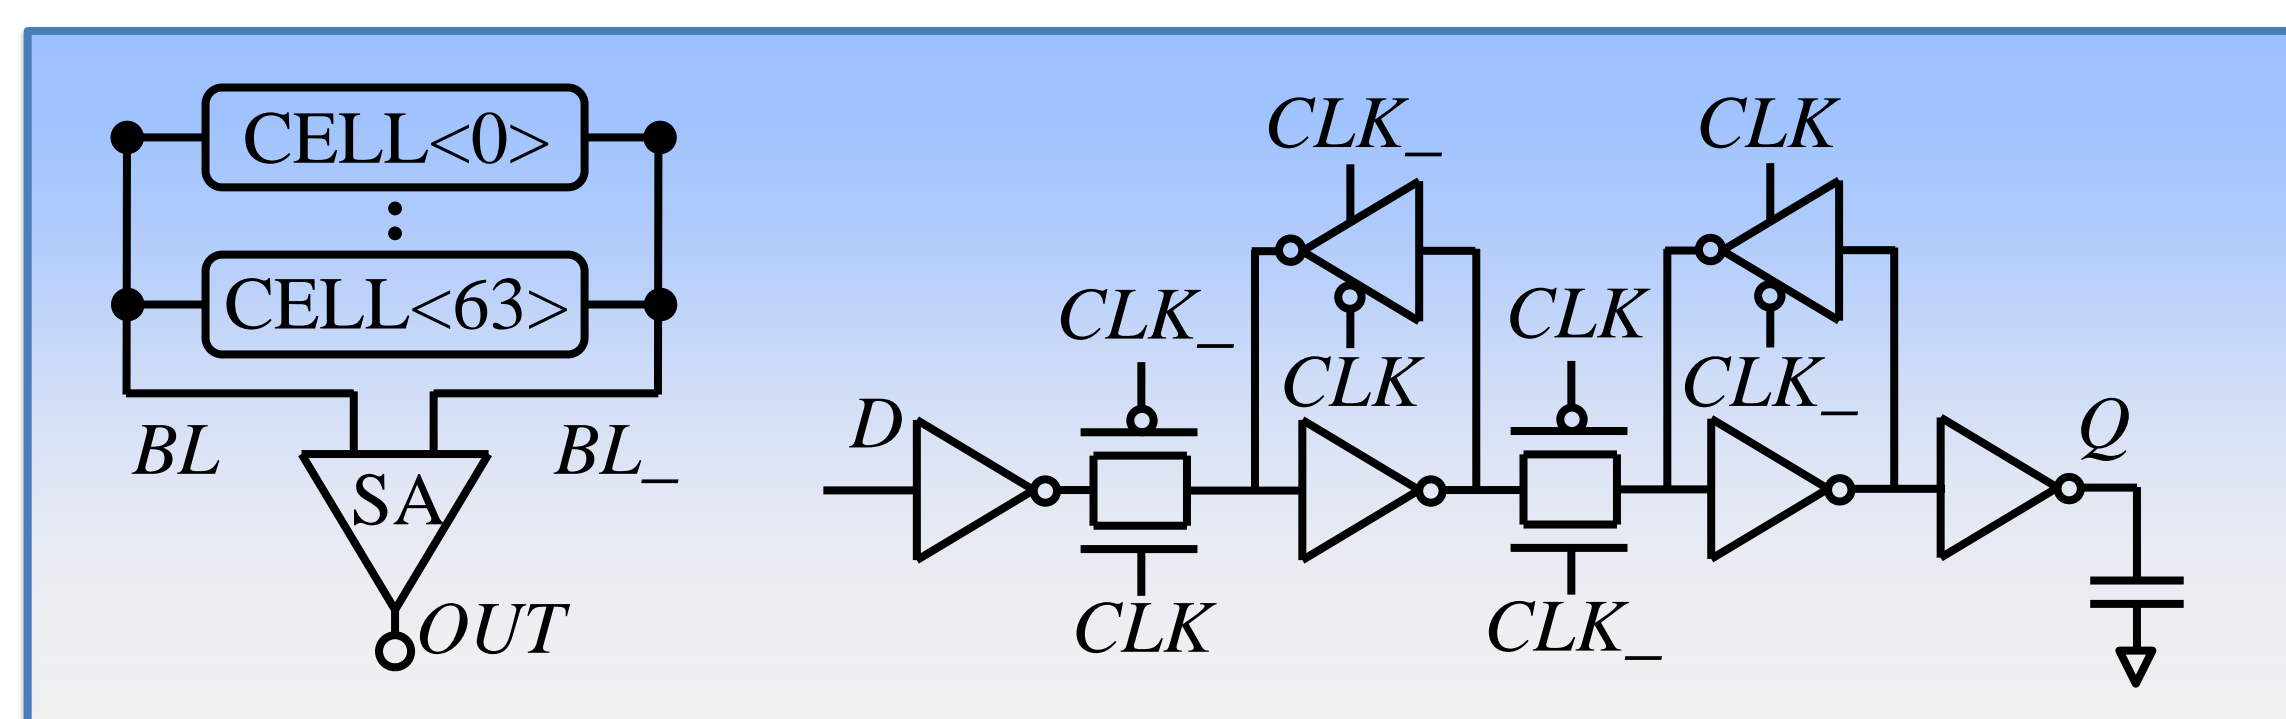 CELL<0>
CELL<63>
BL
BL_
SA
OUT
D
CLK_
CLK
CLK_
CLK
CLK
CLK_
CLK
CLK_
Q